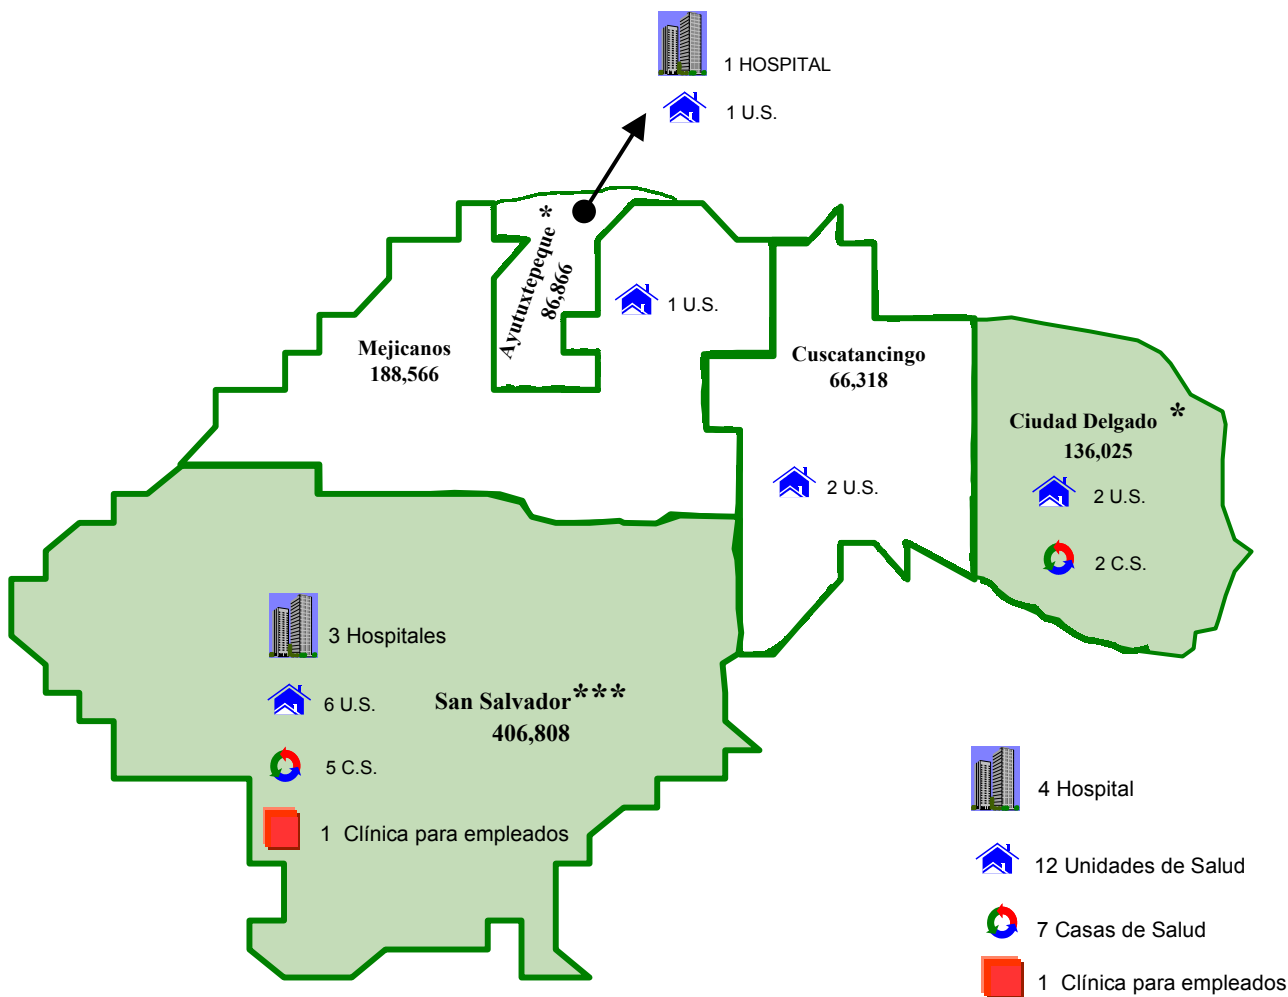 1 HOSPITAL
1 U.S.
Ayutuxtepeque *
86,866
1 U.S.
Mejicanos
188,566
Cuscatancingo
66,318
2 U.S.
Ciudad Delgado *
136,025
2 U.S.
2 C.S.
3 Hospitales
6 U.S.
San Salvador***
406,808
5 C.S.
1 Clínica para empleados
4 Hospital
12 Unidades de Salud
7 Casas de Salud
1 Clínica para empleados